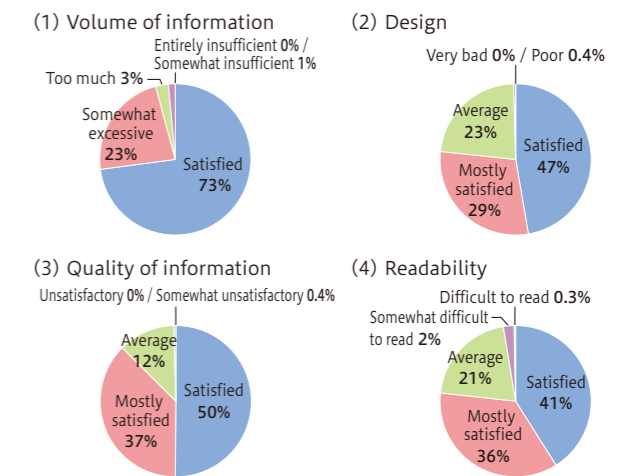 (1) Volume of information
Entirely insufficient 0% /
Somewhat insufficient 1%
Too much 3%
Somewhat
excessive
23%
Satisfied
73%
(2) Design
Very bad 0% / Poor 0.4%
Average
23%
Satisfied
47%
Mostly
satisfied
29%
(3) Quality of information
Unsatisfactory 0% / Somewhat unsatisfactory 0.4%
Average
12%
Satisfied
50%
Mostly
satisfied
37%
(4) Readability
Difficult to read 0.3%
Somewhat difficult
to read 2%
Average
21%
Satisfied
41%
Mostly
satisfied
36%